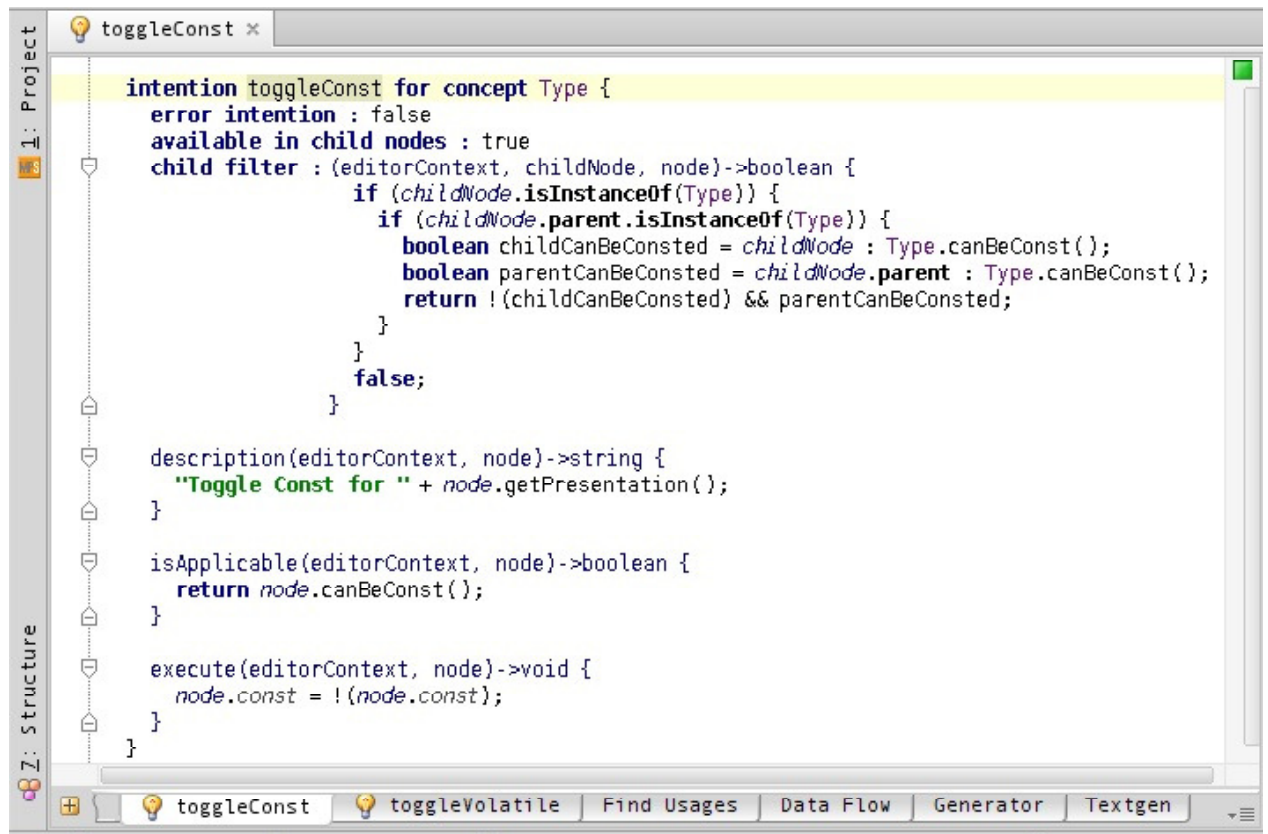 toggleConst ×
1: Project
intention toggleConst for concept Type {
error intention : false
available in child nodes : true
child filter : (editorContext, childNode, node)->boolean {
if (childNode.isInstanceOf(Type)) {
if (childNode.parent.isInstanceOf(Type)) {
boolean childCanBeConsted = childNode : Type.canBeConst();
boolean parentCanBeConsted = childNode.parent : Type.canBeConst();
return !(childCanBeConsted) && parentCanBeConsted;
}
}
false;
}
description(editorContext, node)->string {
"Toggle Const for " + node.getPresentation();
}
isApplicable(editorContext, node)->boolean {
return node.canBeConst();
}
execute(editorContext, node)->void {
node.const = !(node.const);
}
}
7: Structure
toggleConst toggleVolatile Find Usages Data Flow Generator Textgen